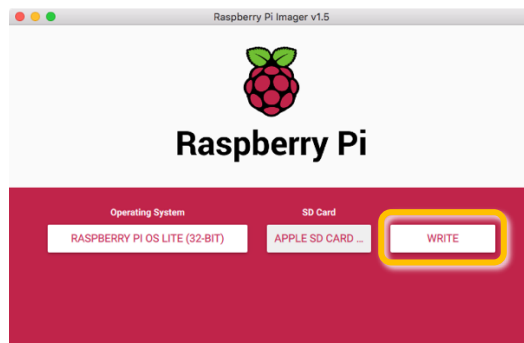 Raspberry Pi Imager v1.5
Raspberry Pi
Operating System
SD Card
RASPBERRY PI OS LITE (32-BIT)
APPLE SD CARD ...
WRITE